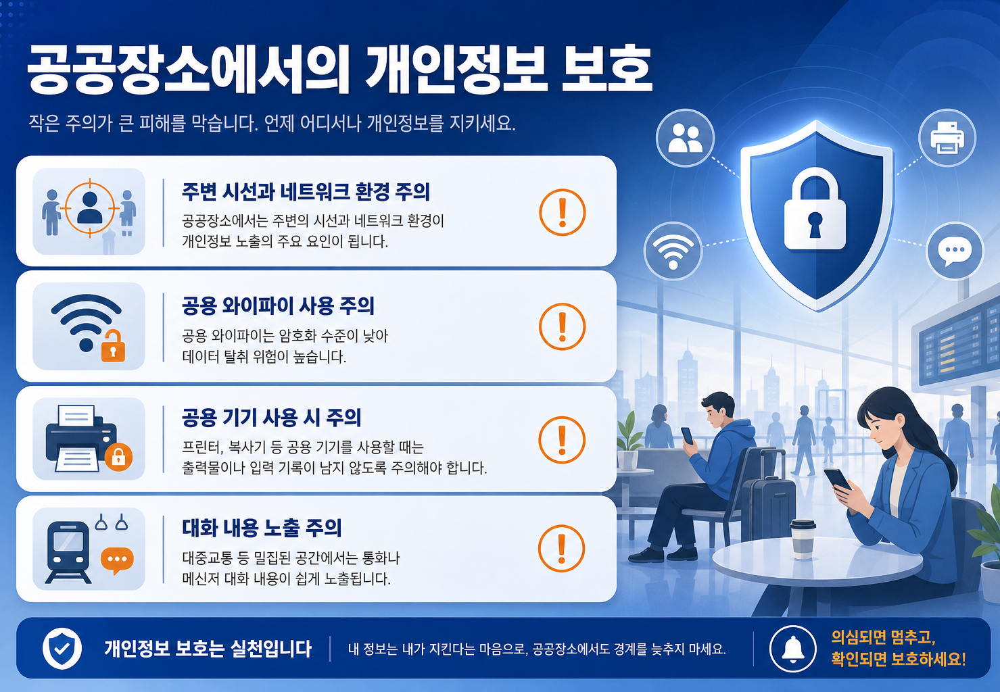 공공장소에서의 개인정보 보호
작은 주의가 큰 피해를 막습니다. 언제 어디서나 개인정보를 지키세요.
주변 시선과 네트워크 환경 주의
공공장소에서는 주변의 시선과 네트워크 환경이
개인정보 노출의 주요 요인이 됩니다.
공용 와이파이 사용 주의
공용 와이파이는 암호화 수준이 낮아
데이터 탈취 위험이 높습니다.
공용 기기 사용 시 주의
프린터, 복사기 등 공용 기기를 사용할 때는
출력물이나 입력 기록이 남지 않도록 주의해야 합니다.
대화 내용 노출 주의
대중교통 등 밀집된 공간에서는 통화나
메신저 대화 내용이 쉽게 노출됩니다.
개인정보 보호는 실천입니다
내 정보는 내가 지킨다는 마음으로, 공공장소에서도 경계를 늦추지 마세요.
의심되면 멈추고,
확인되면 보호하세요!